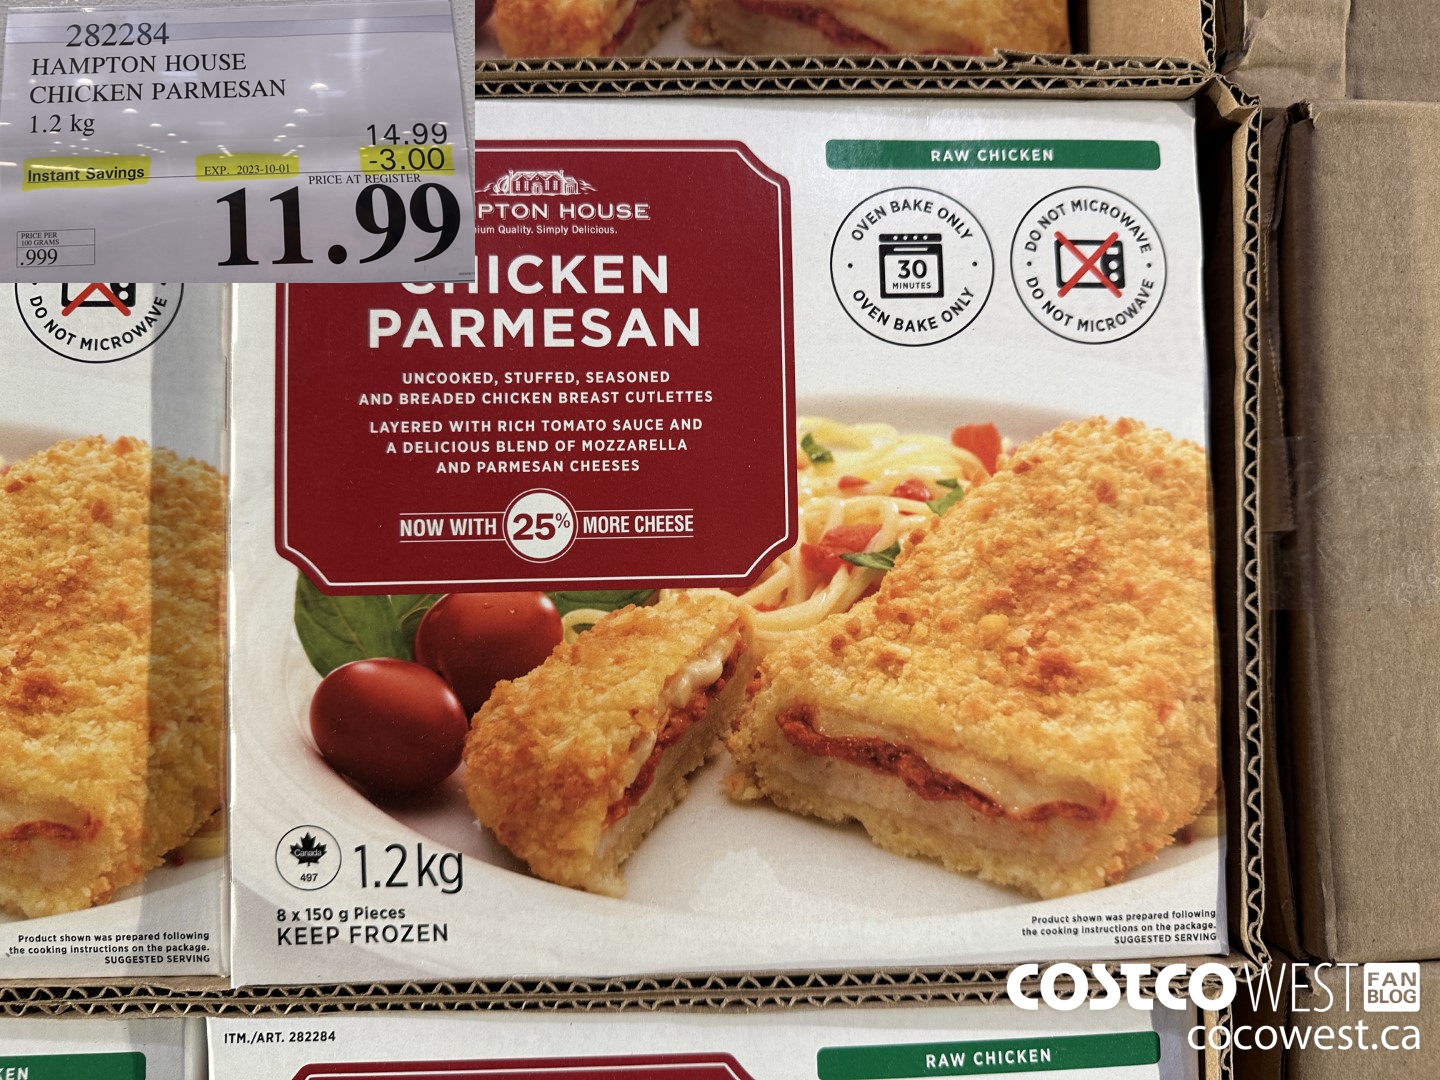 282284
HAMPTON HOUSE
CHICKEN PARMESAN
1.2 kg
14.99
-3.00
Instant Savings
EXP. 2023-10-01
PRICE AT REGISTER
11.99
PRICE PER
100 GRAMS
.999
DO NOT MICROWAVE
Product shown was prepared following
the cooking instructions on the package.
SUGGESTED SERVING
PTON HOUSE
ium Quality. Simply Delicious.
CHICKEN
PARMESAN
UNCOOKED, STUFFED, SEASONED
AND BREADED CHICKEN BREAST CUTLETTES
LAYERED WITH RICH TOMATO SAUCE AND
A DELICIOUS BLEND OF MOZZARELLA
AND PARMESAN CHEESES
NOW WITH 25% MORE CHEESE
RAW CHICKEN
OVEN BAKE ONLY
30
MINUTES
OVEN BAKE ONLY
DO NOT MICROWAVE
DO NOT MICROWAVE
Canada
497
1.2 kg
8 x 150 g Pieces
KEEP FROZEN
Product shown was prepared following
the cooking instructions on the package.
SUGGESTED SERVING
ITM./ART. 282284
KEN
RAW CHICKEN
COSTCO WEST FAN BLOG
cocowest.ca